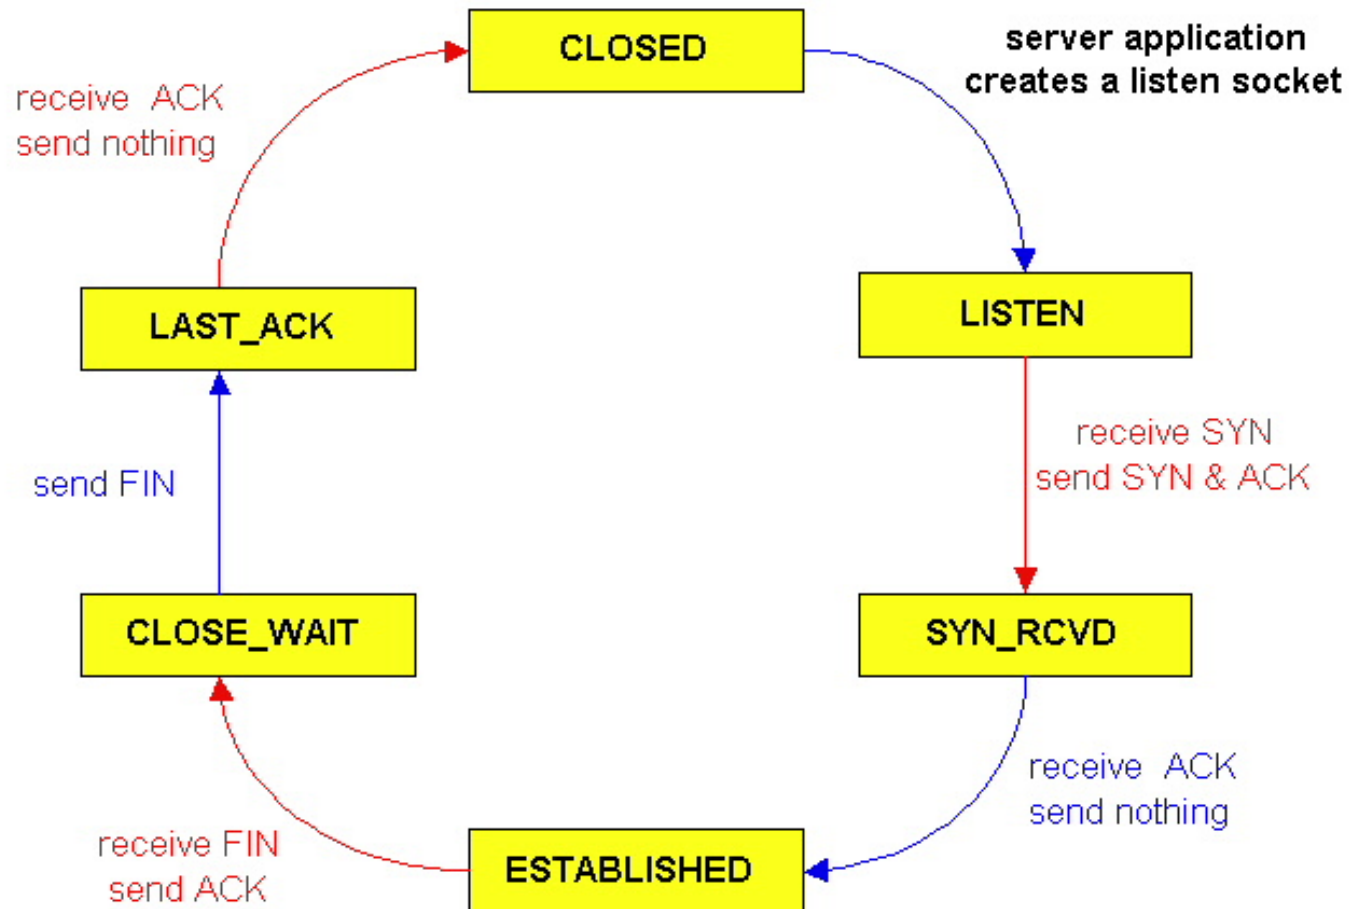 CLOSED
server application
creates a listen socket
receive ACK
send nothing
LAST_ACK
LISTEN
receive SYN
send SYN & ACK
send FIN
CLOSE_WAIT
SYN_RCVD
receive ACK
send nothing
receive FIN
send ACK
ESTABLISHED